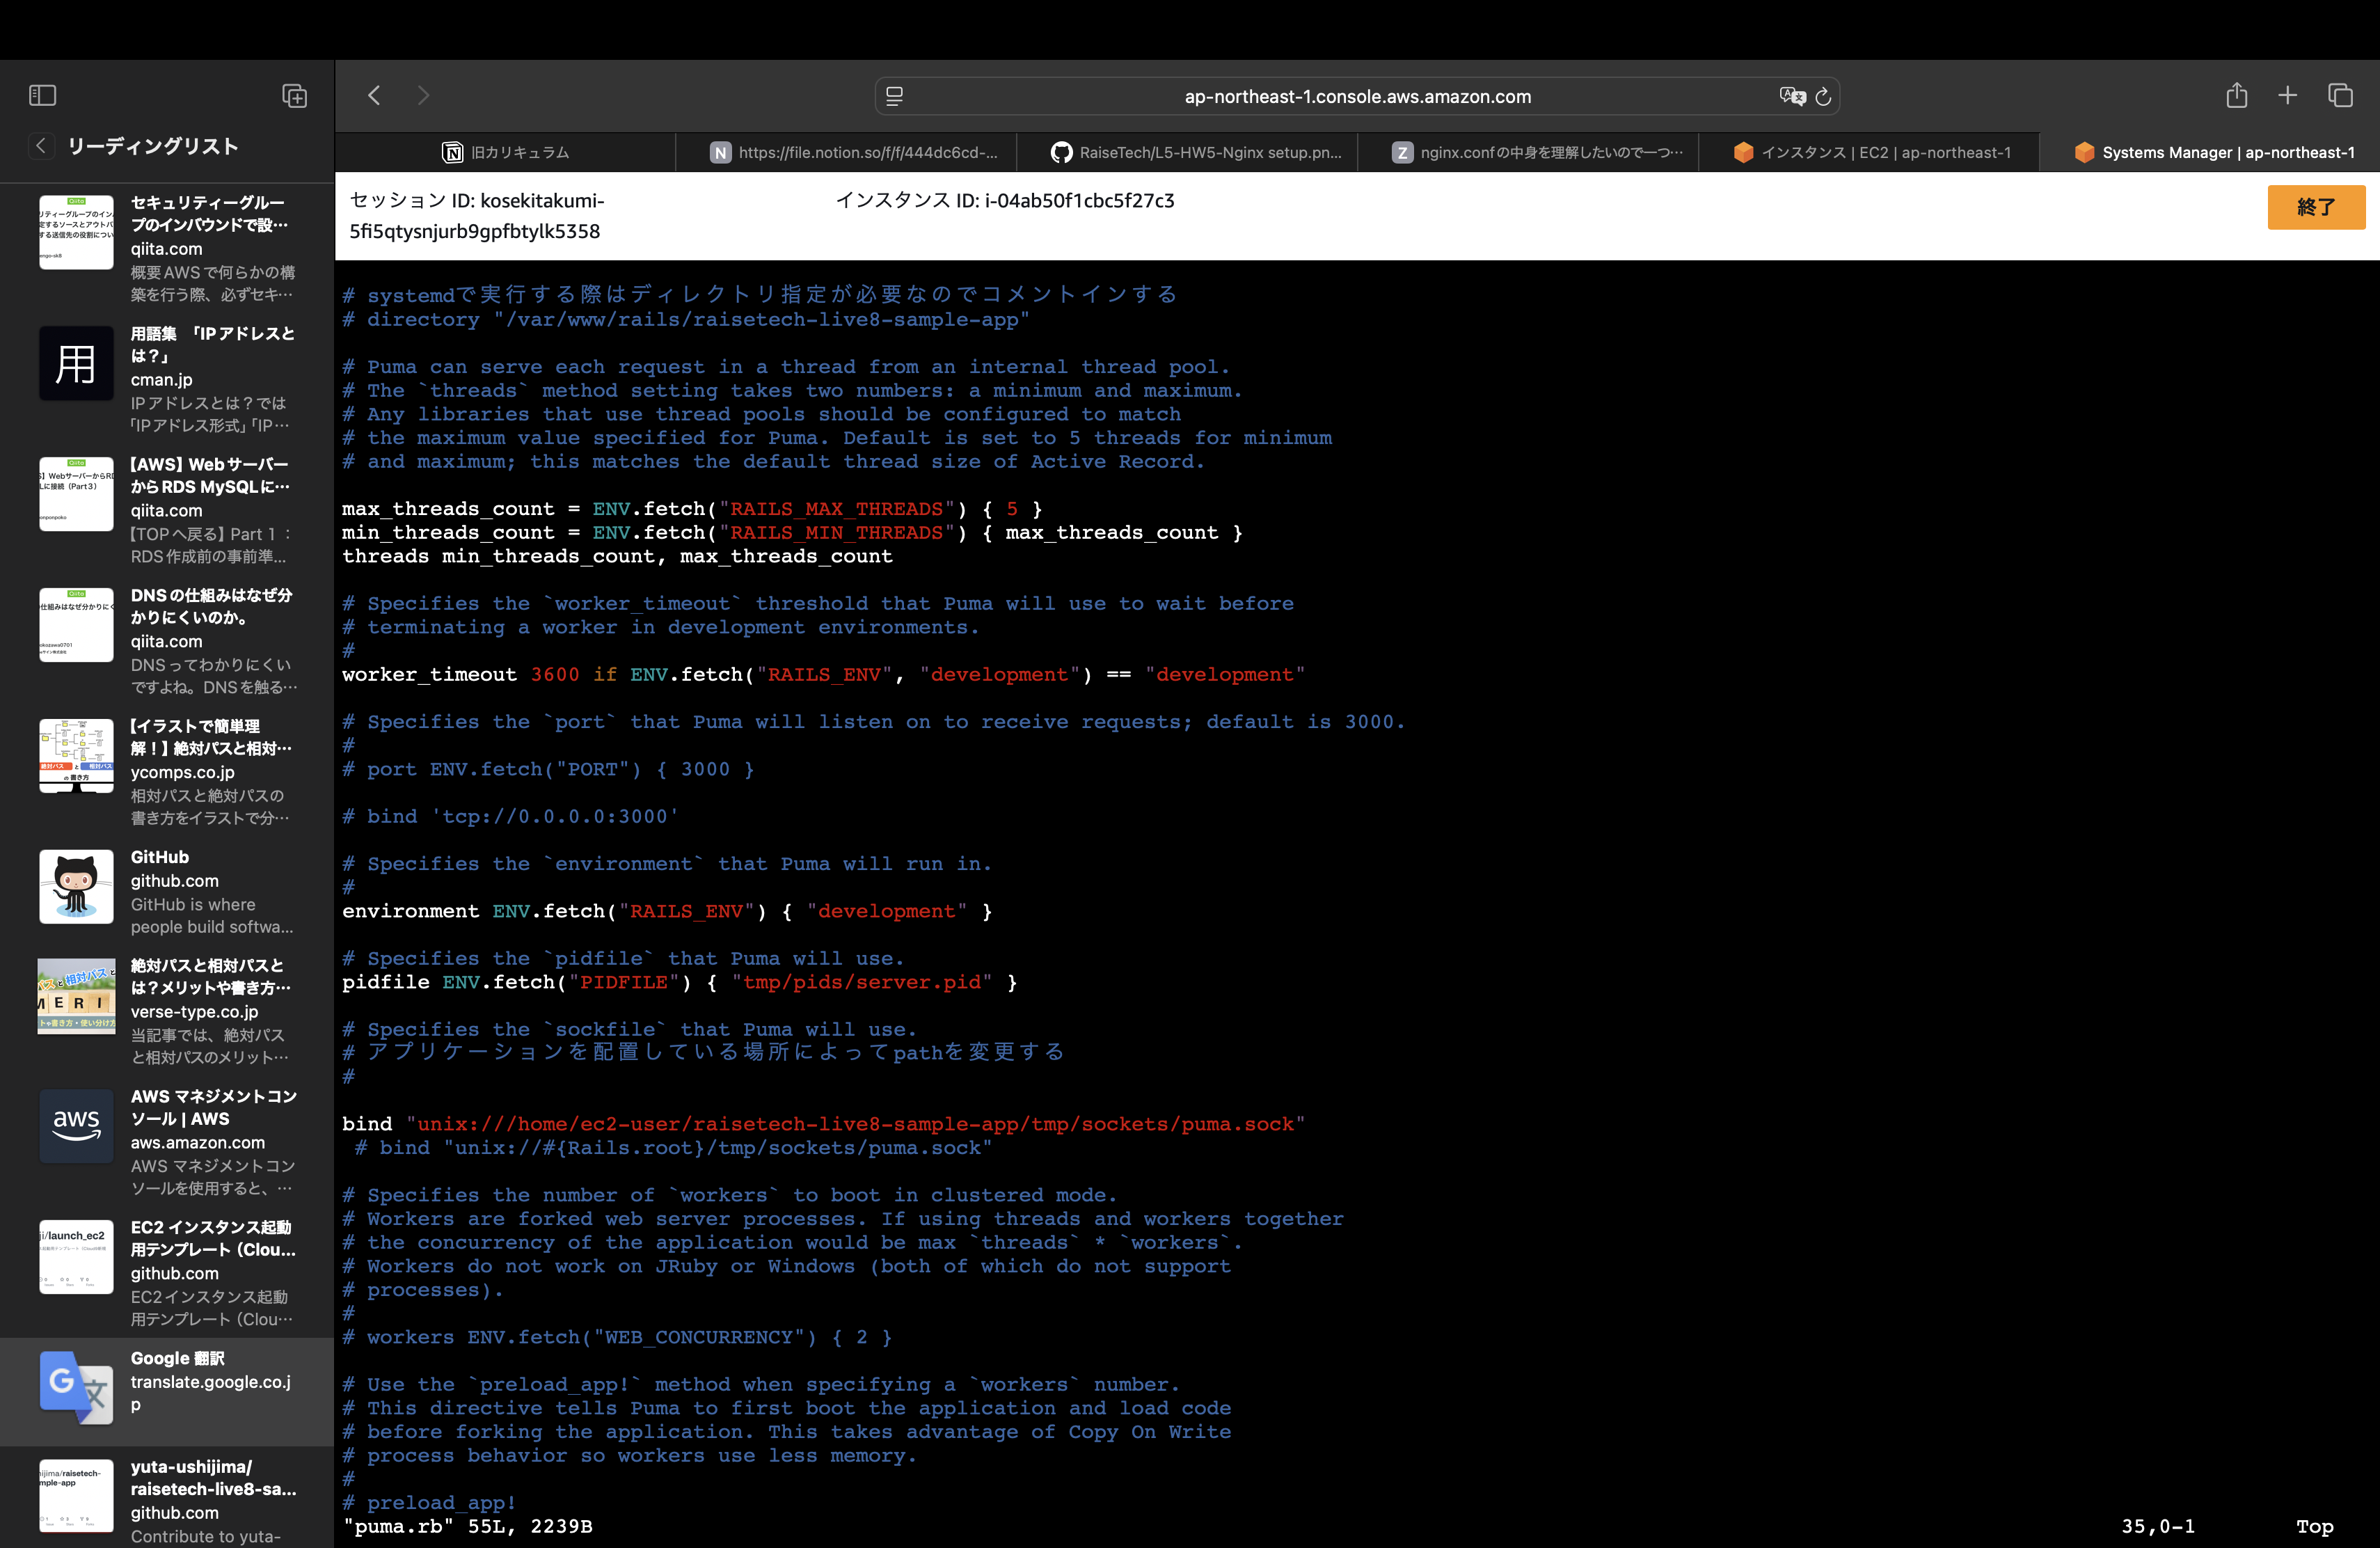 リーディングリスト
セキュリティーグルー
プのインバウンドで設…
qiita.com
概要AWSで何らかの構
築を行う際、必ずセキ…
用
用語集 「IPアドレスと
は？」
cman.jp
IPアドレスとは？では
「IPアドレス形式」「IP…
【AWS】Webサーバー
からRDS MySQLに…
qiita.com
【TOPへ戻る】Part 1 ：
RDS作成前の事前準...
DNSの仕組みはなぜ分
かりにくいのか。
qiita.com
DNSってわかりにくい
ですよね。DNSを触る…
【イラストで簡単理
解！】絶対パスと相対…
ycomps.co.jp
相対パスと絶対パスの
書き方をイラストで分…
GitHub
github.com
GitHub is where
people build softwa...
絶対パスと相対パスと
は？メリットや書き方…
verse-type.co.jp
当記事では、絶対パス
と相対パスのメリット…
aws
AWS マネジメントコン
ソール | AWS
aws.amazon.com
AWS マネジメントコン
ソールを使用すると、…
EC2 インスタンス起動
用テンプレート（Clou...
github.com
EC2インスタンス起動
用テンプレート（Clou…
Google 翻訳
translate.google.co.j
p
yuta-ushijima/
raisetech-live8-sa...
github.com
Contribute to yuta-
ap-northeast-1.console.aws.amazon.com
旧カリキュラム
https://file.notion.so/f/f/444dc6cd-...
RaiseTech/L5-HW5-Nginx setup.pn...
nginx.confの中身を理解したいので一つ…
インスタンス | EC2 | ap-northeast-1
Systems Manager | ap-northeast-1
セッション ID: kosekitakumi-
5fi5qtysnjurb9gpfbtylk5358
インスタンス ID: i-04ab50f1cbc5f27c3
終了
# systemdで実行する際はディレクトリ指定が必要なのでコメントインする
# directory "/var/www/rails/raisetech-live8-sample-app"
# Puma can serve each request in a thread from an internal thread pool.
# The `threads` method setting takes two numbers: a minimum and maximum.
# Any libraries that use thread pools should be configured to match
# the maximum value specified for Puma. Default is set to 5 threads for minimum
# and maximum; this matches the default thread size of Active Record.
max_threads_count = ENV.fetch("RAILS_MAX_THREADS") { 5 }
min_threads_count = ENV.fetch("RAILS_MIN_THREADS") { max_threads_count }
threads min_threads_count, max_threads_count
# Specifies the `worker_timeout` threshold that Puma will use to wait before
# terminating a worker in development environments.
#
worker_timeout 3600 if ENV.fetch("RAILS_ENV", "development") == "development"
# Specifies the `port` that Puma will listen on to receive requests; default is 3000.
#
# port ENV.fetch("PORT") { 3000 }
# bind 'tcp://0.0.0.0:3000'
# Specifies the `environment` that Puma will run in.
#
environment ENV.fetch("RAILS_ENV") { "development" }
# Specifies the `pidfile` that Puma will use.
pidfile ENV.fetch("PIDFILE") { "tmp/pids/server.pid" }
# Specifies the `sockfile` that Puma will use.
# アプリケーションを配置している場所によってpathを変更する
#
bind "unix:///home/ec2-user/raisetech-live8-sample-app/tmp/sockets/puma.sock"
# bind "unix://#{Rails.root}/tmp/sockets/puma.sock"
# Specifies the number of `workers` to boot in clustered mode.
# Workers are forked web server processes. If using threads and workers together
# the concurrency of the application would be max `threads` * `workers`.
# Workers do not work on JRuby or Windows (both of which do not support
# processes).
#
# workers ENV.fetch("WEB_CONCURRENCY") { 2 }
# Use the `preload_app!` method when specifying a `workers` number.
# This directive tells Puma to first boot the application and load code
# before forking the application. This takes advantage of Copy On Write
# process behavior so workers use less memory.
#
# preload_app!
"puma.rb" 55L, 2239B
35,0-1
Top